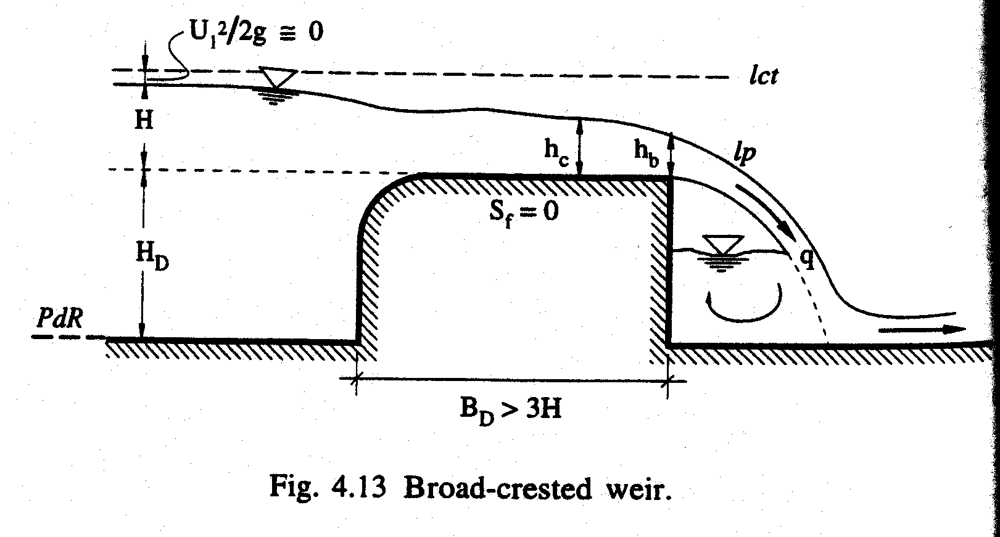 U₁²/2g ≅ 0
lct
H
h_c
h_b
lp
S_f = 0
H_D
q
PdR
B_D > 3H
Fig. 4.13 Broad-crested weir.